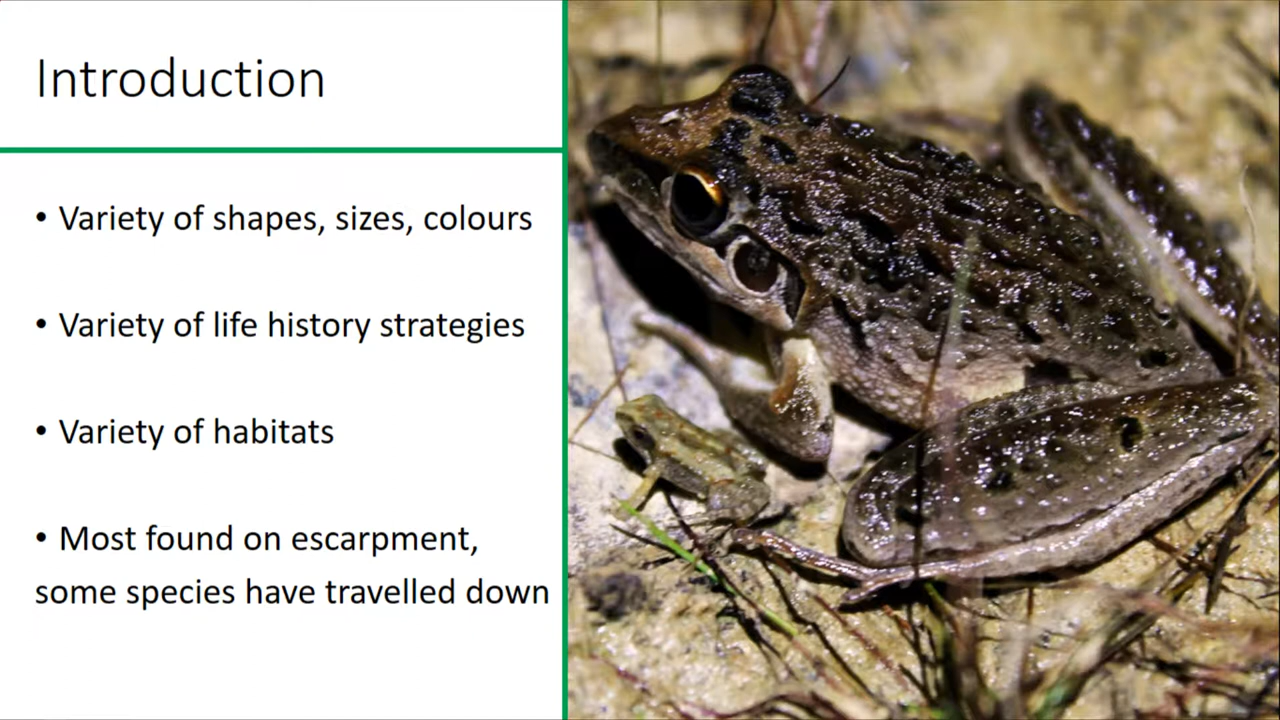 Introduction
• Variety of shapes, sizes, colours
• Variety of life history strategies
• Variety of habitats
• Most found on escarpment,
some species have travelled down